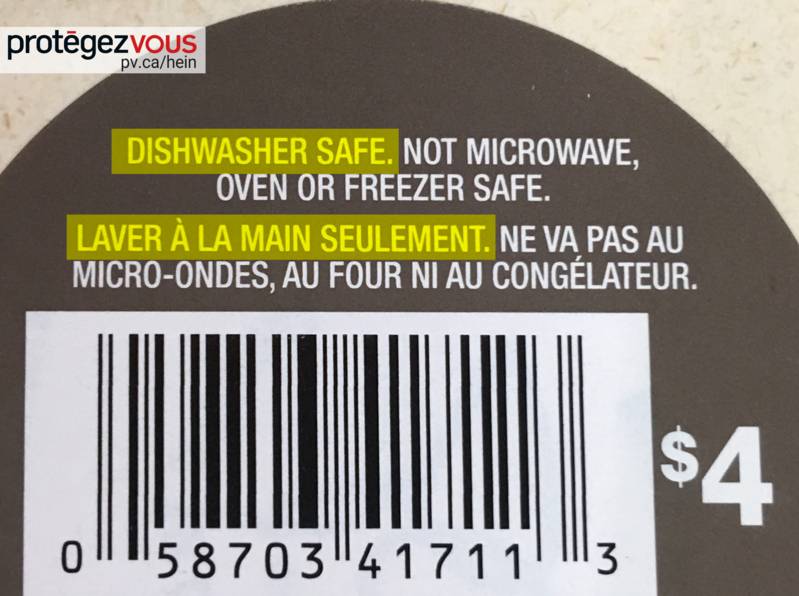 protégezvous
pv.ca/hein
DISHWASHER SAFE. NOT MICROWAVE,
OVEN OR FREEZER SAFE.
LAVER À LA MAIN SEULEMENT. NE VA PAS AU
MICRO-ONDES, AU FOUR NI AU CONGÉLATEUR.
$4
0 58703 41711 3